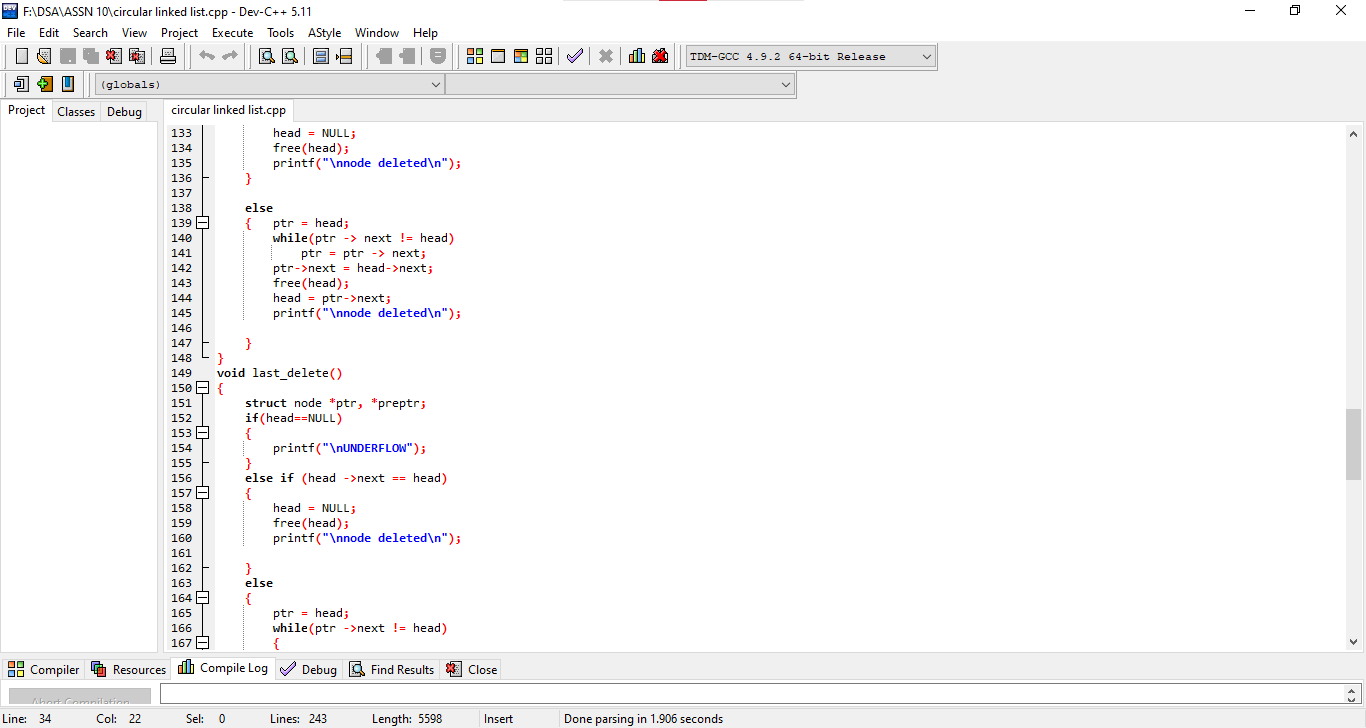 F:\DSA\ASSN 10\circular linked list.cpp - Dev-C++ 5.11
File Edit Search View Project Execute Tools AStyle Window Help
TDM-GCC 4.9.2 64-bit Release
(globals)
Project Classes Debug
circular linked list.cpp
133 head = NULL;
134 free(head);
135 printf("\nnode deleted\n");
136 }
137
138 else
139 { ptr = head;
140 while(ptr -> next != head)
141 ptr = ptr -> next;
142 ptr->next = head->next;
143 free(head);
144 head = ptr->next;
145 printf("\nnode deleted\n");
146
147 }
148 }
149 void last_delete()
150 {
151 struct node *ptr, *preptr;
152 if(head==NULL)
153 {
154 printf("\nUNDERFLOW");
155 }
156 else if (head ->next == head)
157 {
158 head = NULL;
159 free(head);
160 printf("\nnode deleted\n");
161
162 }
163 else
164 {
165 ptr = head;
166 while(ptr ->next != head)
167 {
Compiler Resources Compile Log Debug Find Results Close
Abort Compilation
Line: 34 Col: 22 Sel: 0 Lines: 243 Length: 5598 Insert Done parsing in 1.906 seconds